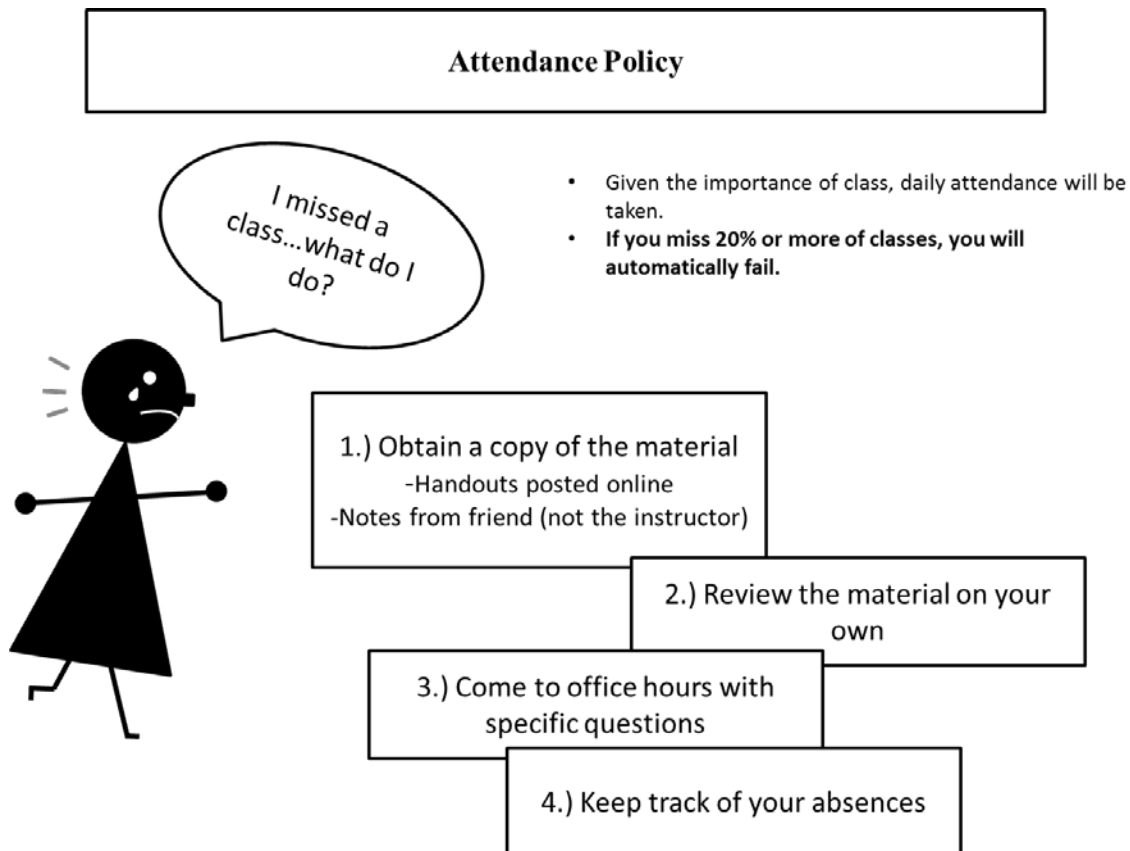 Attendance Policy
I missed a
class...what do I
do?
• Given the importance of class, daily attendance will be
taken.
• If you miss 20% or more of classes, you will
automatically fail.
1.) Obtain a copy of the material
-Handouts posted online
-Notes from friend (not the instructor)
2.) Review the material on your
own
3.) Come to office hours with
specific questions
4.) Keep track of your absences